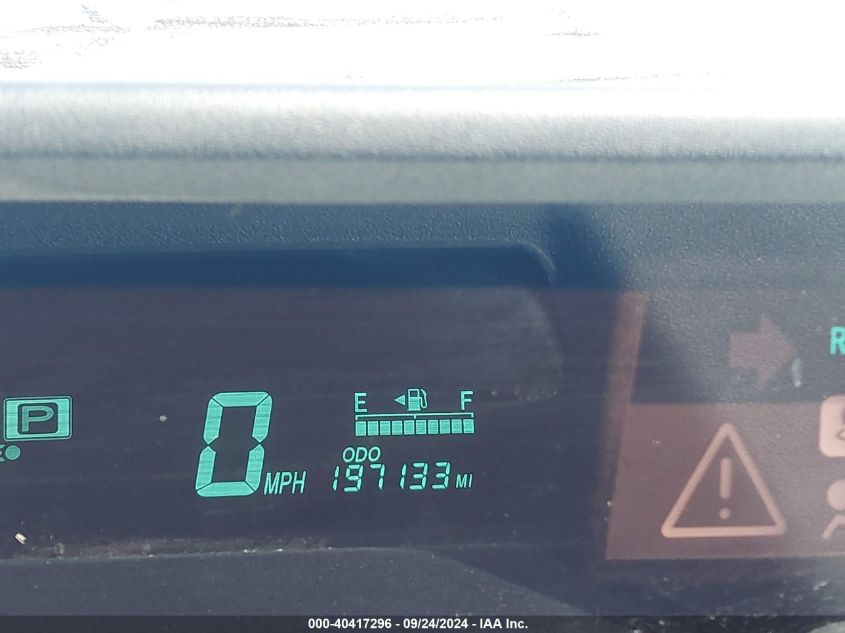 R
E F
P
0 MPH
ODO
197133 MI
000-40417296 - 09/24/2024 - IAA Inc.